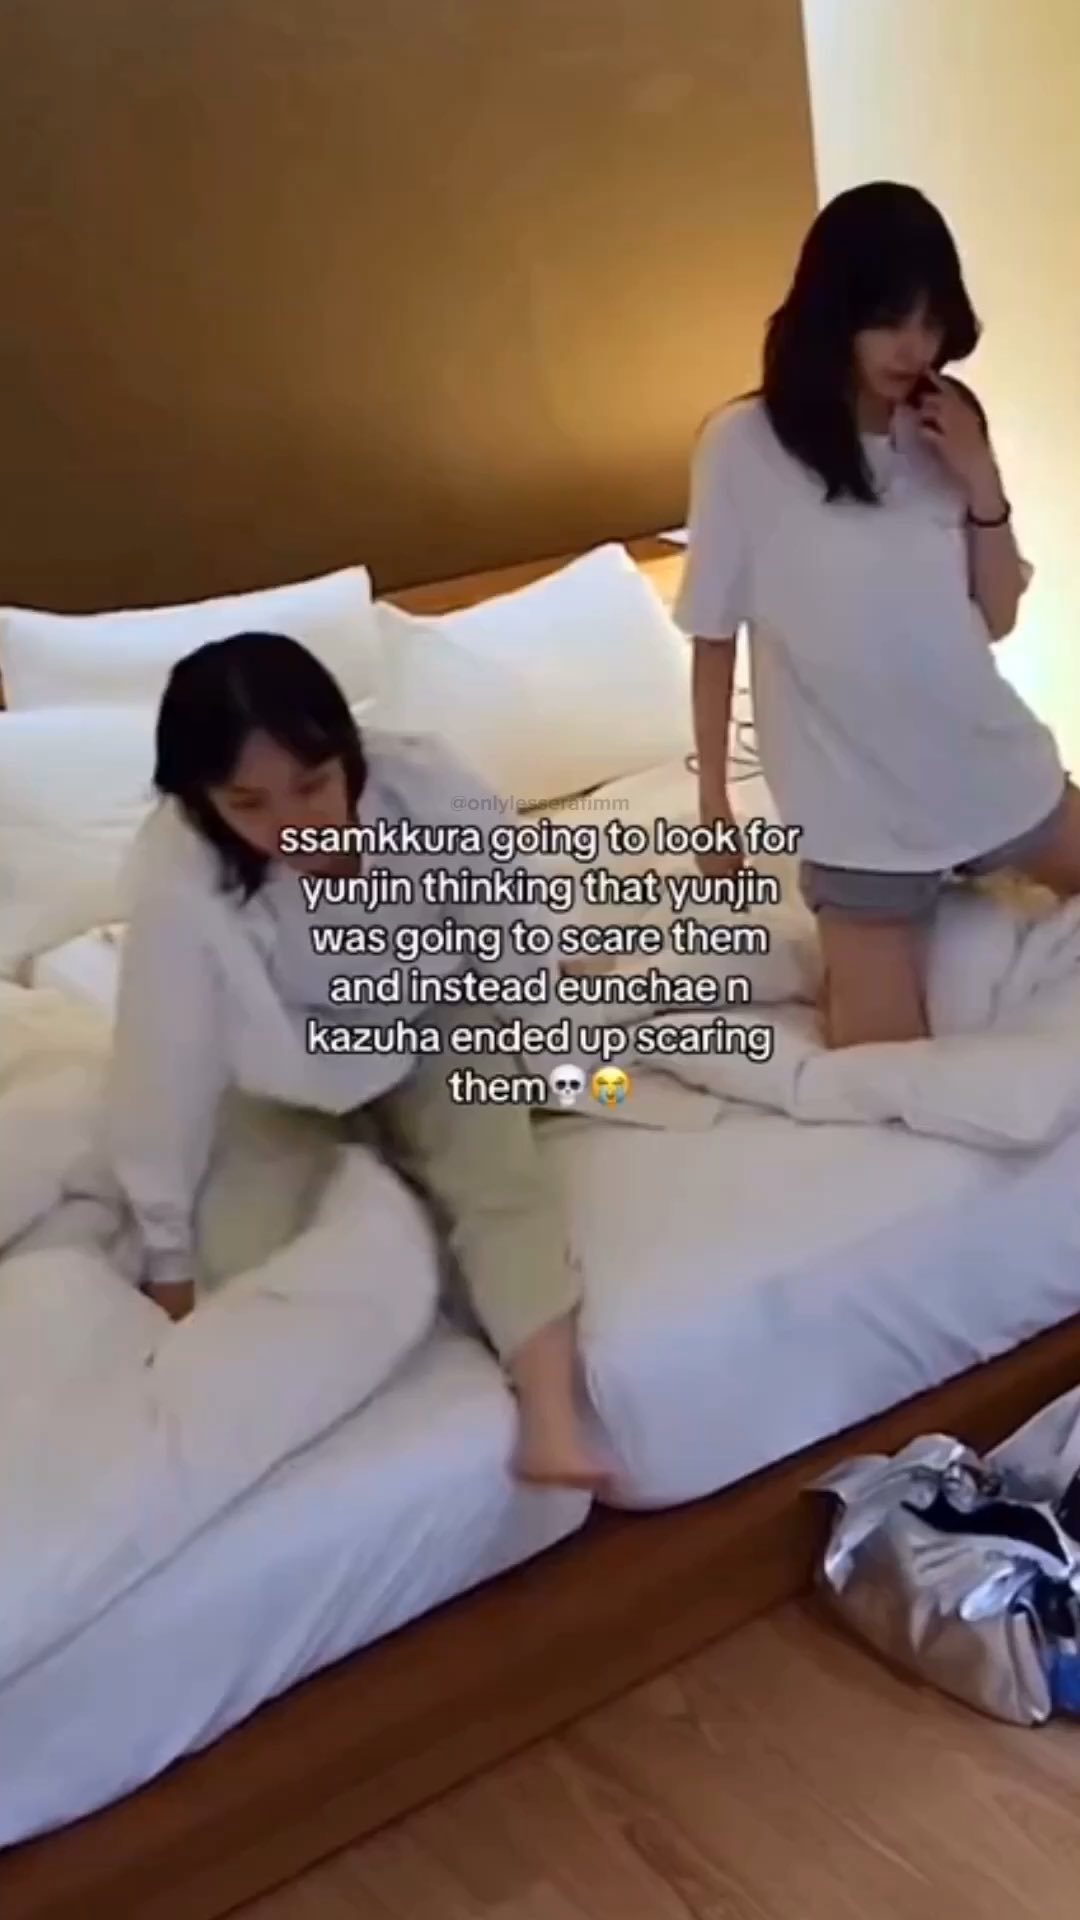 @onlylesserafimm
ssamkkura going to look for
yunjin thinking that yunjin
was going to scare them
and instead eunchae n
kazuha ended up scaring
them💀😭